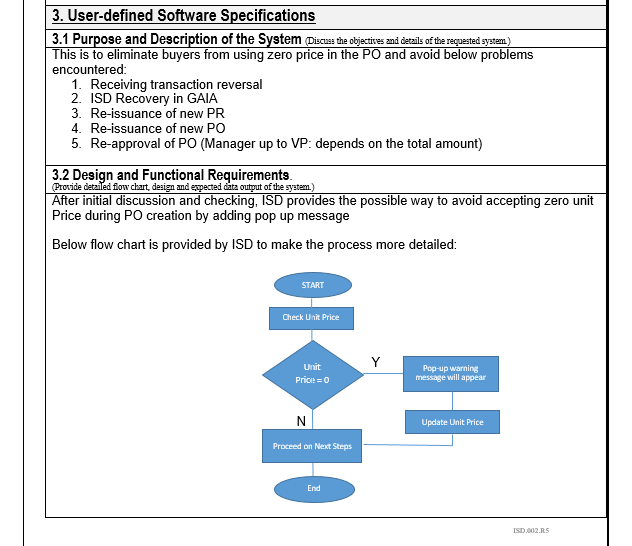 3. User-defined Software Specifications
3.1 Purpose and Description of the System (Discuss the objectives and details of the requested system.)
This is to eliminate buyers from using zero price in the PO and avoid below problems
encountered:
1. Receiving transaction reversal
2. ISD Recovery in GAIA
3. Re-issuance of new PR
4. Re-issuance of new PO
5. Re-approval of PO (Manager up to VP: depends on the total amount)
3.2 Design and Functional Requirements.
(Provide detailed flow chart, design and expected data output of the system.)
After initial discussion and checking, ISD provides the possible way to avoid accepting zero unit
Price during PO creation by adding pop up message
Below flow chart is provided by ISD to make the process more detailed:
START
Check Unit Price
Unit
Price = 0
Y
Pop-up warning
message will appear
N
Update Unit Price
Proceed on Next Steps
End
ISD.002.R5